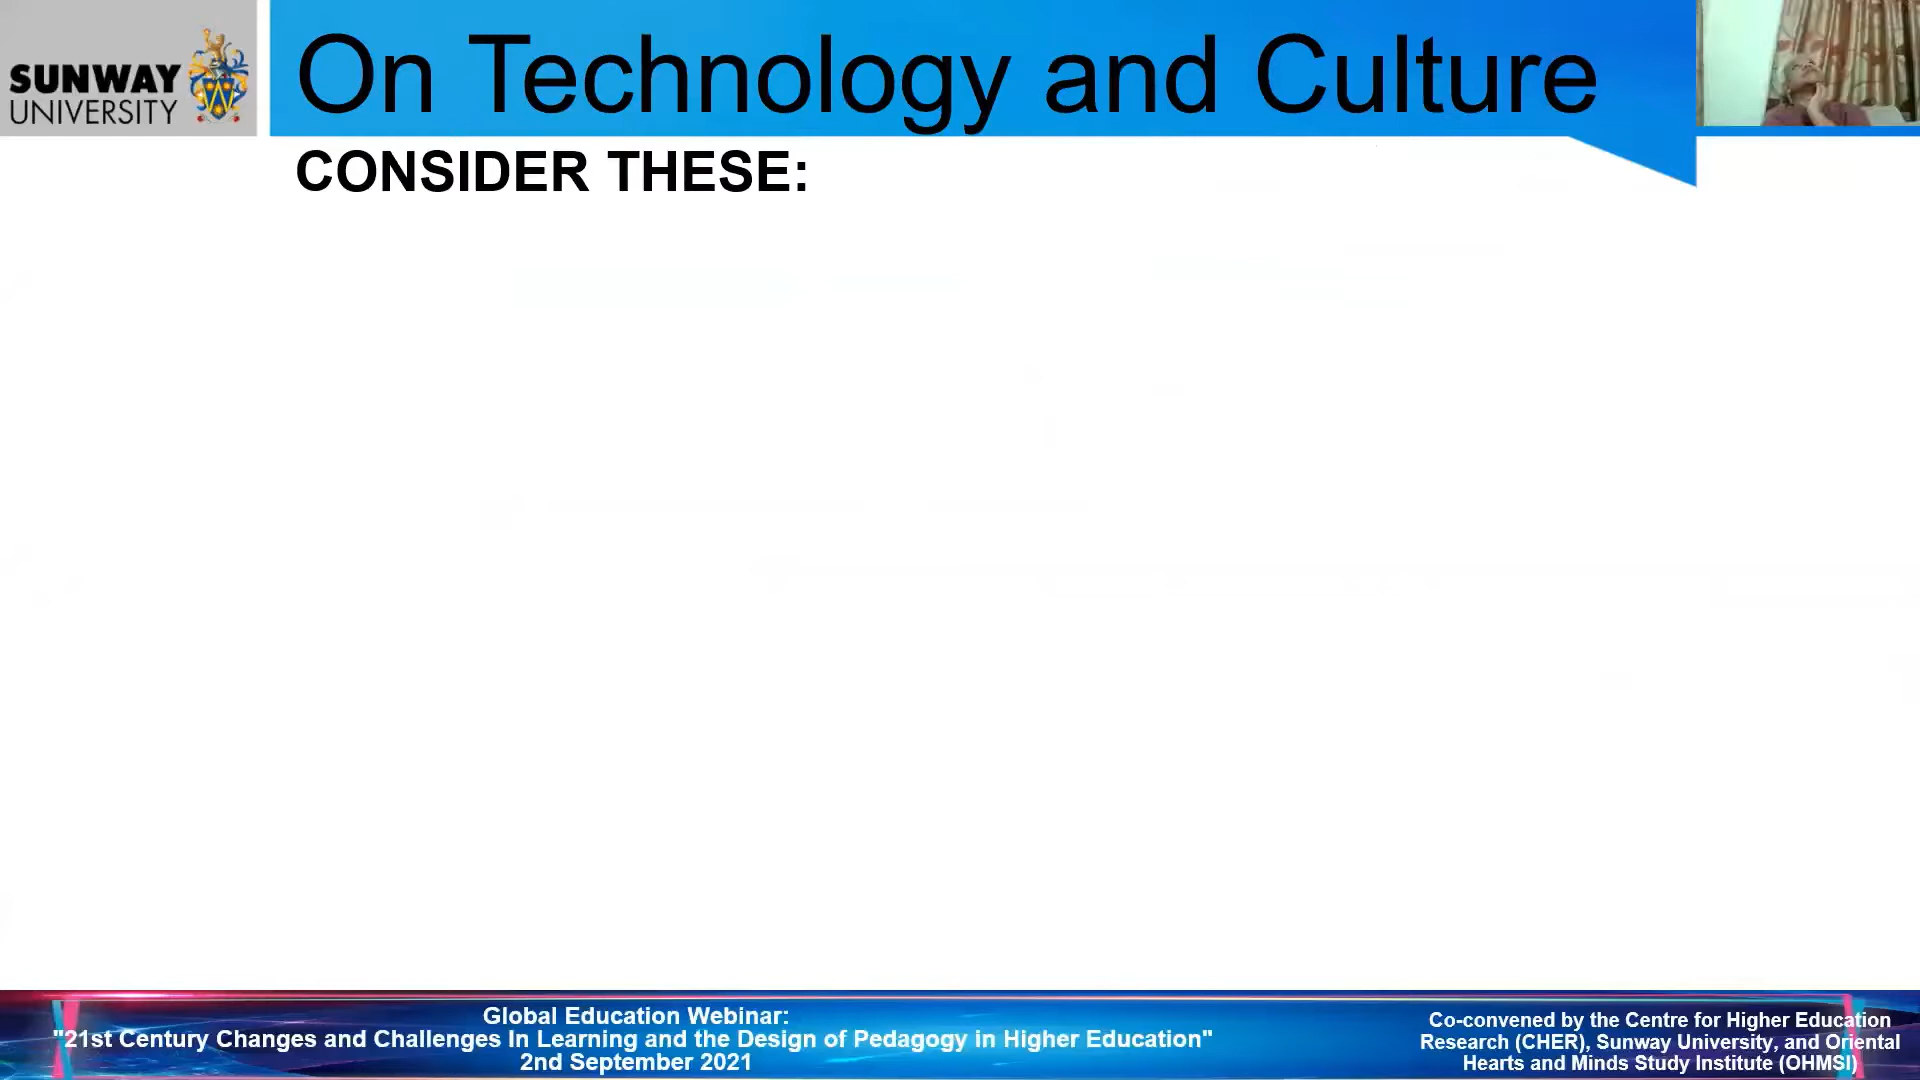 SUNWAY
UNIVERSITY
On Technology and Culture
CONSIDER THESE:
Global Education Webinar:
"21st Century Changes and Challenges In Learning and the Design of Pedagogy in Higher Education"
2nd September 2021
Co-convened by the Centre for Higher Education
Research (CHER), Sunway University, and Oriental
Hearts and Minds Study Institute (OHMSI)